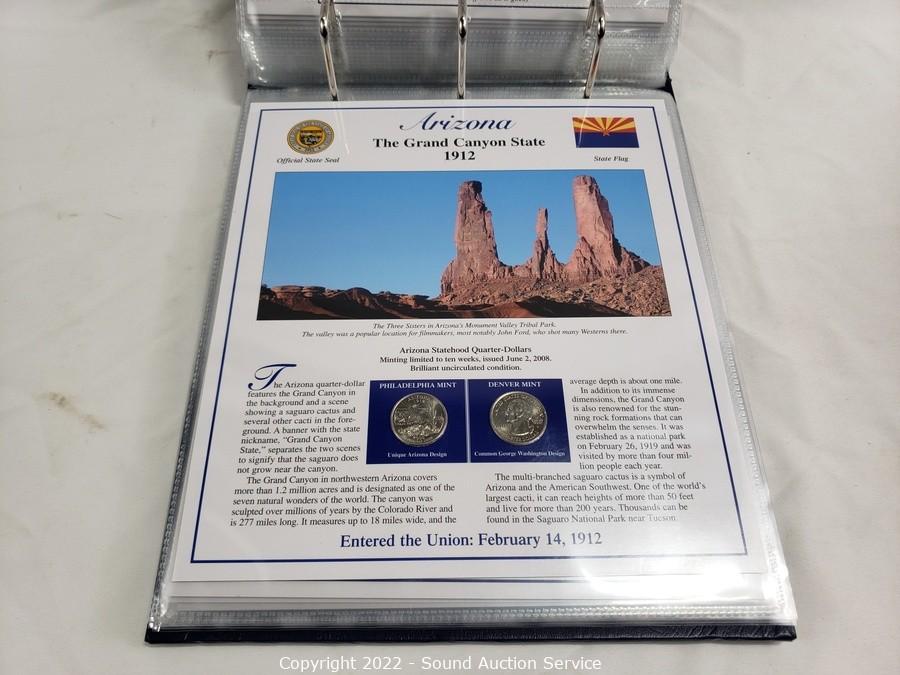 Arizona
The Grand Canyon State
1912
Official State Seal
State Flag
The Three Sisters in Arizona's Monument Valley Tribal Park.
The valley was a popular location for filmmakers, most notably John Ford, who shot many Westerns there.
Arizona Statehood Quarter-Dollars
Minting limited to ten weeks, issued June 2, 2008.
Brilliant uncirculated condition.
The Arizona quarter-dollar
features the Grand Canyon in
the background and a scene
showing a saguaro cactus and
several other cacti in the fore-
ground. A banner with the state
nickname, "Grand Canyon
State," separates the two scenes
to signify that the saguaro does
not grow near the canyon.
The Grand Canyon in northwestern Arizona covers
more than 1.2 million acres and is designated as one of the
seven natural wonders of the world. The canyon was
sculpted over millions of years by the Colorado River and
is 277 miles long. It measures up to 18 miles wide, and the
PHILADELPHIA MINT
Unique Arizona Design
DENVER MINT
Common George Washington Design
average depth is about one mile.
In addition to its immense
dimensions, the Grand Canyon
is also renowned for the stun-
ning rock formations that can
overwhelm the senses. It was
established as a national park
on February 26, 1919 and was
visited by more than four mil-
lion people each year.
The multi-branched saguaro cactus is a symbol of
Arizona and the American Southwest. One of the world's
largest cacti, it can reach heights of more than 50 feet
and live for more than 200 years. Thousands can be
found in the Saguaro National Park near Tucson.
Entered the Union: February 14, 1912
Copyright 2022 - Sound Auction Service